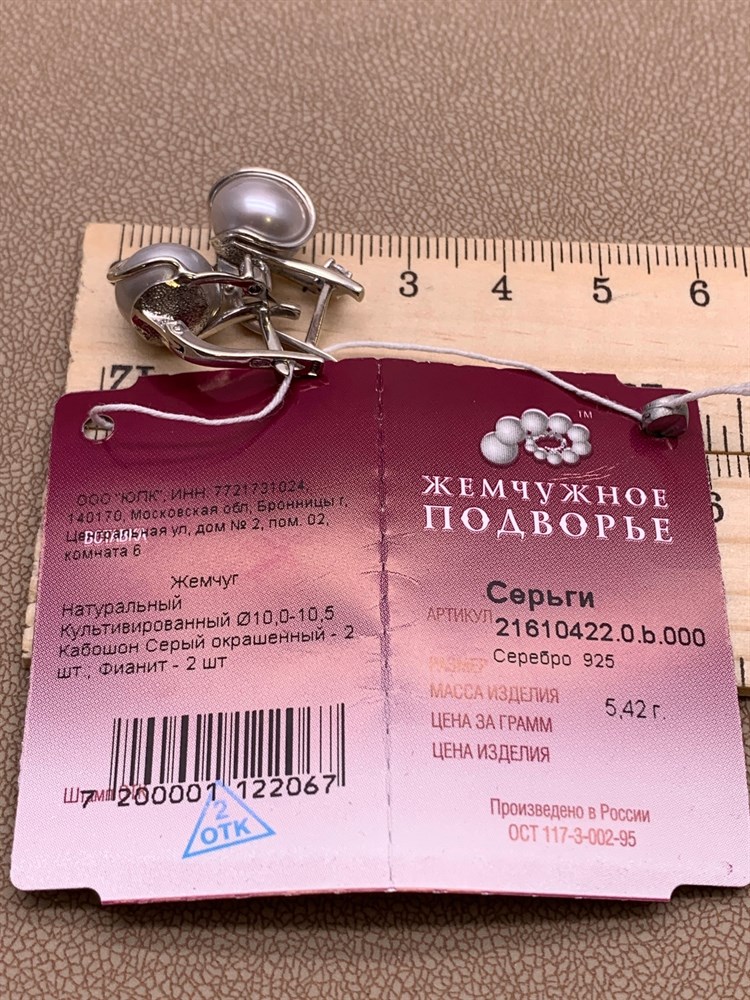 3 4 5 6
ООО "ЮПК", ИНН: 7721731024,
140170, Московская обл, Бронницы г,
Центральная ул, дом № 2, пом. 02,
комната 6
Жемчуг
Натуральный
Культивированный Ø10,0-10,5
Кабошон Серый окрашенный - 2
шт., Фианит - 2 шт
Штамп
7 200001 122067
2
ОТК
TM
ЖЕМЧУЖНОЕ
ПОДВОРЬЕ
Серьги
АРТИКУЛ 21610422.0.b.000
РАЗМЕР Серебро 925
МАССА ИЗДЕЛИЯ 5,42 г.
ЦЕНА ЗА ГРАММ
ЦЕНА ИЗДЕЛИЯ
Произведено в России
ОСТ 117-3-002-95